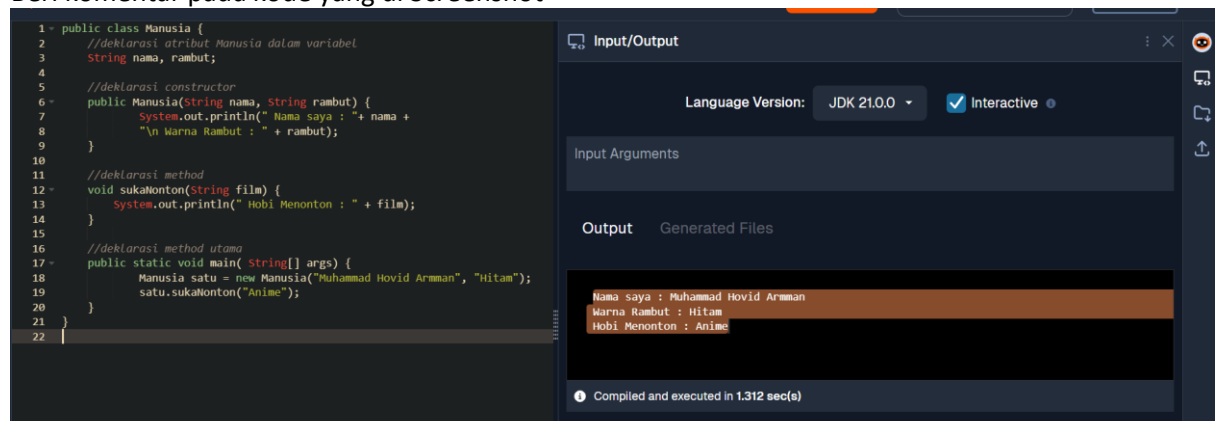 Beri komentar pada kode yang di Screenshot
1 public class Manusia {
2 //deklarasi atribut Manusia dalam variabel
3 String nama, rambut;
4
5 //deklarasi constructor
6 public Manusia(String nama, String rambut) {
7 System.out.println(" Nama saya : "+ nama +
8 "\n Warna Rambut : " + rambut);
9 }
10
11 //deklarasi method
12 void sukaNonton(String film) {
13 System.out.println(" Hobi Menonton : " + film);
14 }
15
16 //deklarasi method utama
17 public static void main( String[] args) {
18 Manusia satu = new Manusia("Muhammad Hovid Armman", "Hitam");
19 satu.sukaNonton("Anime");
20 }
21 }
22
Input/Output
Language Version: JDK 21.0.0 Interactive
Input Arguments
Output Generated Files
Nama saya : Muhammad Hovid Armman
Warna Rambut : Hitam
Hobi Menonton : Anime
Compiled and executed in 1.312 sec(s)